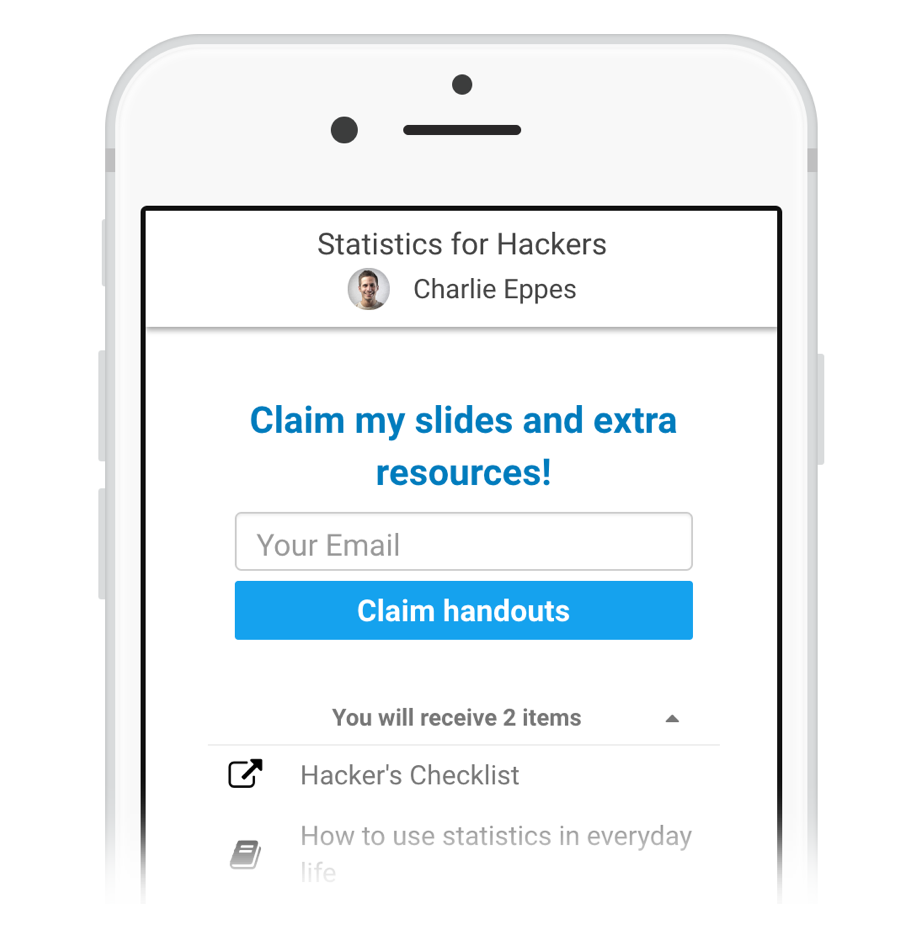 Statistics for Hackers
Charlie Eppes
Claim my slides and extra
resources!
Your Email
Claim handouts
You will receive 2 items
Hacker's Checklist
How to use statistics in everyday
life